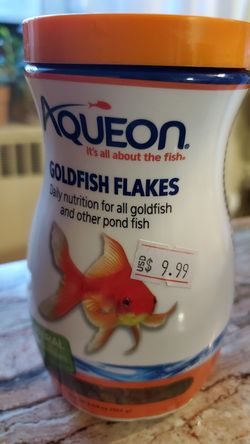 AQUEON®
It's all about the fish.
GOLDFISH FLAKES
Daily nutrition for all goldfish
and other pond fish
USD
$ 9.99